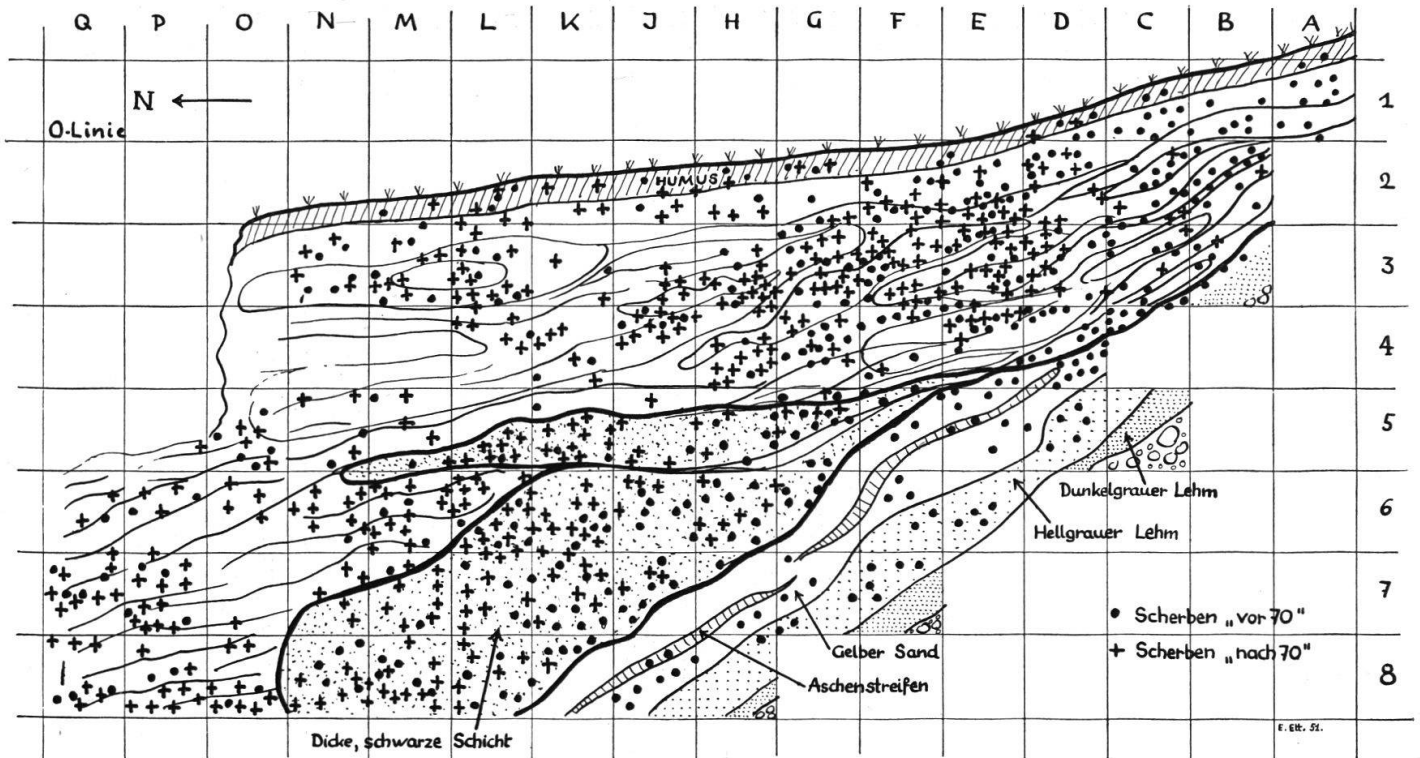 Q P O N M L K J H G F E D C B A
N
1
O-Linie
2
HUMUS
3
4
5
Dunkelgrauer Lehm
6
Hellgrauer Lehm
7
• Scherben „vor 70"
Gelber Sand
+ Scherben „nach 70"
Aschenstreifen
8
Dicke, schwarze Schicht
E. Ett. 51.